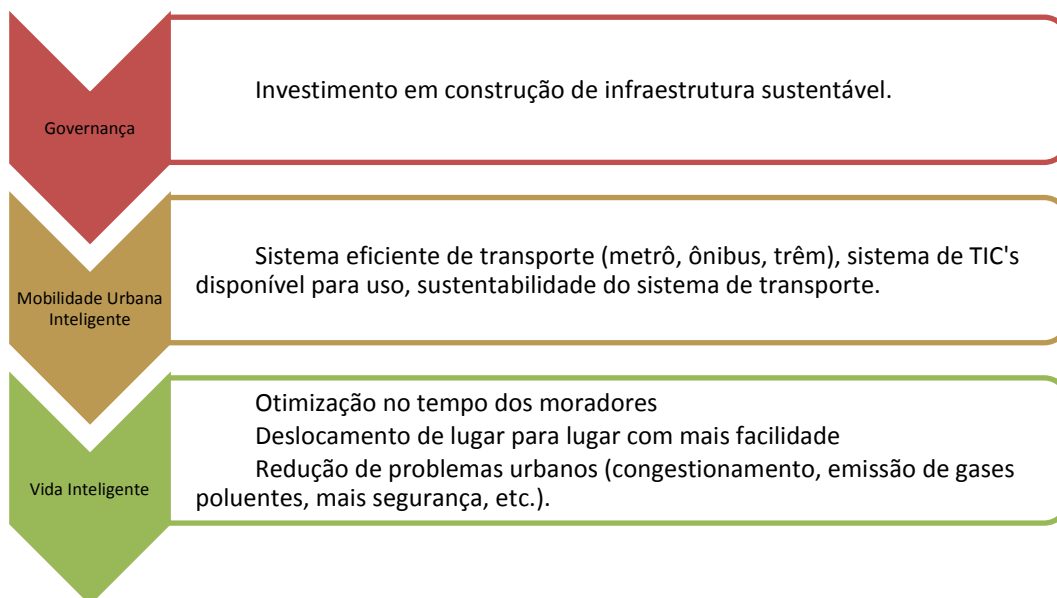 Governança
Investimento em construção de infraestrutura sustentável.
Mobilidade Urbana
Inteligente
Sistema eficiente de transporte (metrô, ônibus, trêm), sistema de TIC's
disponível para uso, sustentabilidade do sistema de transporte.
Vida Inteligente
Otimização no tempo dos moradores
Deslocamento de lugar para lugar com mais facilidade
Redução de problemas urbanos (congestionamento, emissão de gases
poluentes, mais segurança, etc.).